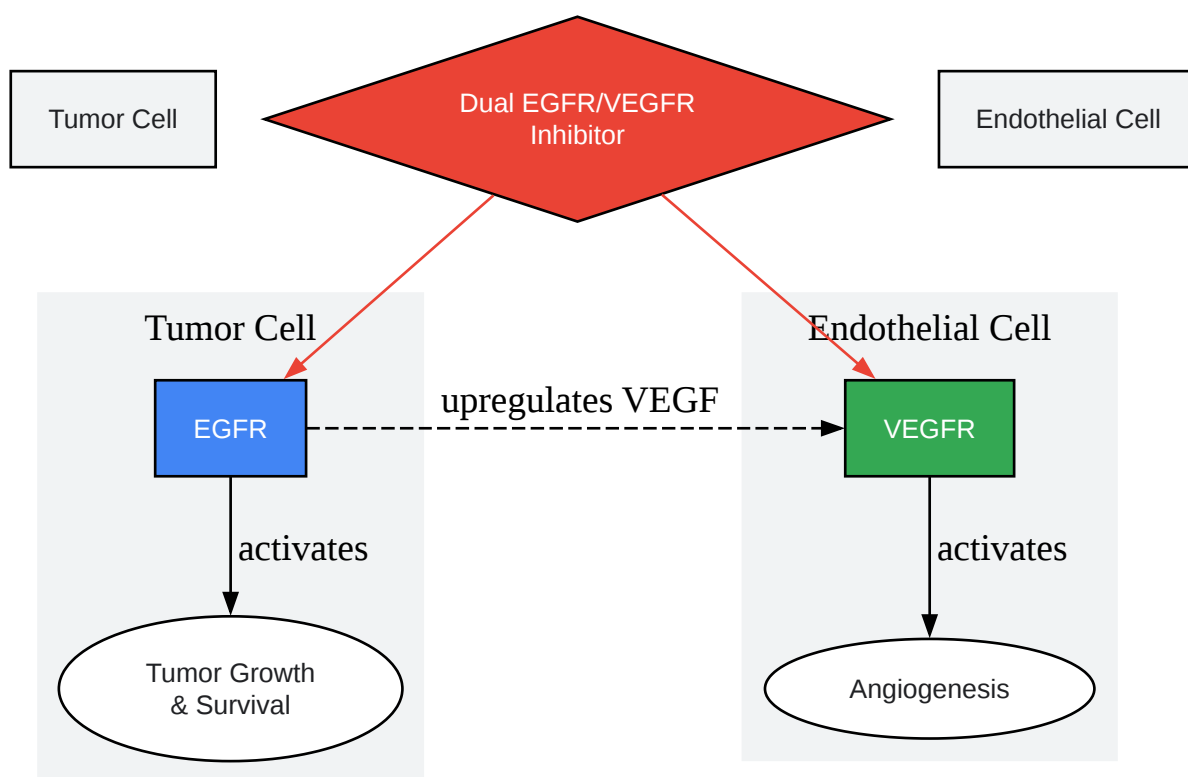 Tumor Cell
Dual EGFR/VEGFR
Inhibitor
Endothelial Cell
Tumor Cell
Endothelial Cell
upregulates VEGF
EGFR
VEGFR
activates
activates
Tumor Growth
& Survival
Angiogenesis